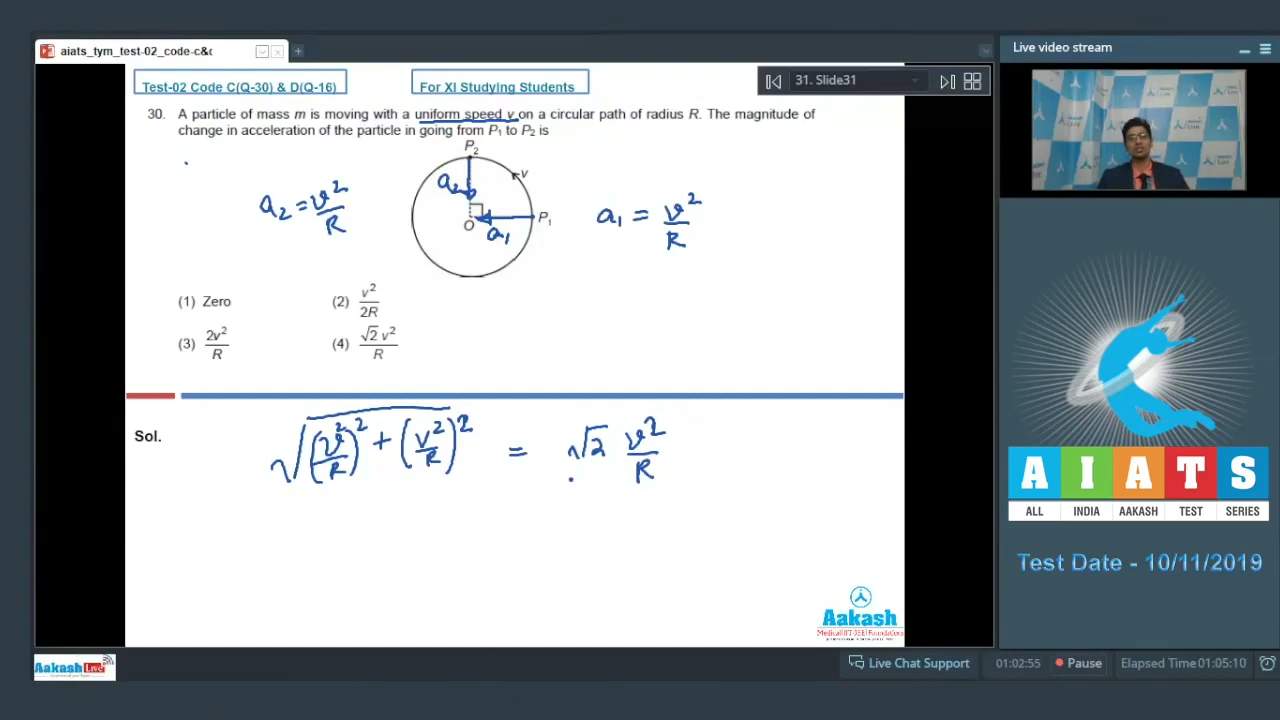 aiats_tym_test-02_code-c&d
Live video stream
Test-02 Code C(Q-30) & D(Q-16)
For XI Studying Students
31. Slide31
30. A particle of mass m is moving with a uniform speed v on a circular path of radius R. The magnitude of
change in acceleration of the particle in going from P₁ to P₂ is
P₂
v
a₂
a₂ = v²/R
O
P₁
a₁
a₁ = v²/R
(1) Zero
(2) v²/2R
(3) 2v²/R
(4) √2 v²/R
Sol.
√(v²/R)² + (v²/R)² = √2 v²/R
A I A T S
ALL INDIA AAKASH TEST SERIES
Test Date - 10/11/2019
Aakash
Medical|IIT-JEE|Foundations
Aakash Live
Live Chat Support
01:02:55
Pause
Elapsed Time 01:05:10